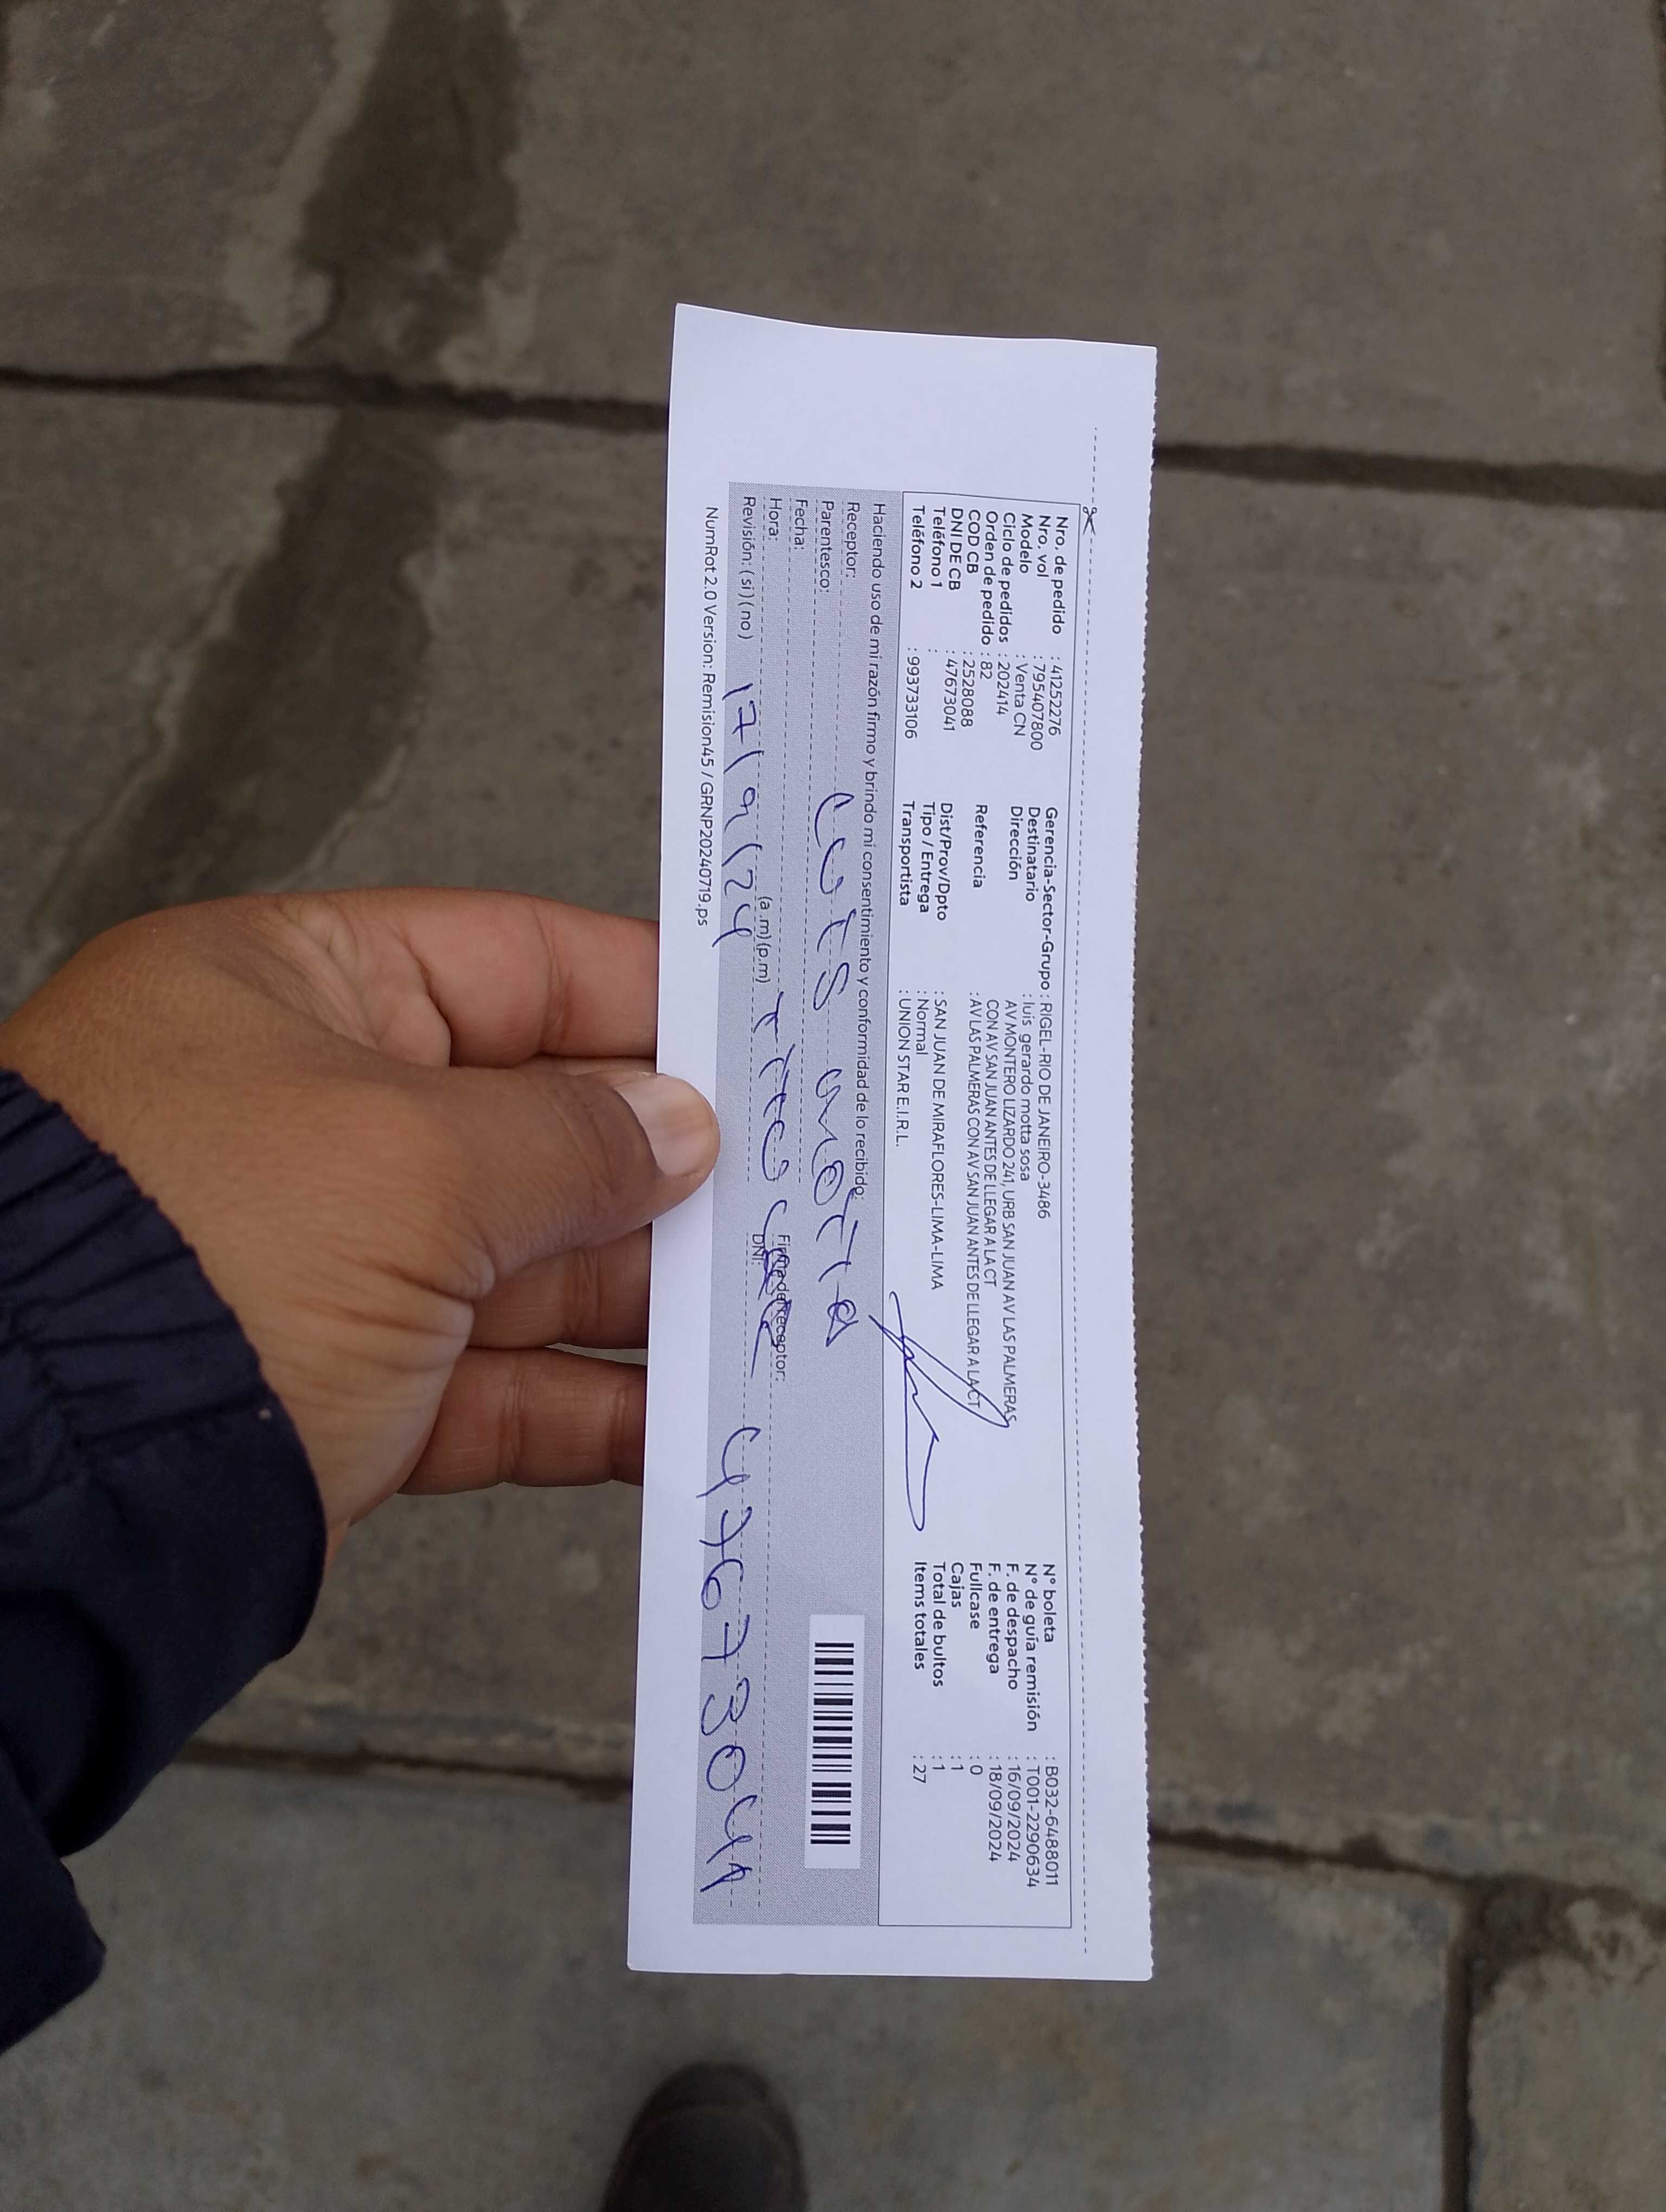 Nro. de pedido : 41252276
Nro. vol : 795407800
Modelo : Venta CN
Ciclo de pedidos : 202414
Orden de pedido : 82
COD CB : 2528088
DNI DE CB : 47673041
Teléfono 1 :
Teléfono 2 : 993733106
Gerencia-Sector-Grupo : RIGEL-RIO DE JANEIRO-3486
Destinatario : luis gerardo motta sosa
Dirección AV MONTERO LIZARDO 241, URB SAN JUAN AV LAS PALMERAS
CON AV SAN JUAN ANTES DE LLEGAR A LA CT
Referencia : AV LAS PALMERAS CON AV SAN JUAN ANTES DE LLEGAR A LA CT
Dist/Prov/Dpto : SAN JUAN DE MIRAFLORES-LIMA-LIMA
Tipo / Entrega : Normal
Transportista : UNION STAR E.I.R.L.
N° boleta : B032-6488011
N° de guía remisión : T001-2290634
F. de despacho : 16/09/2024
F. de entrega : 18/09/2024
Fullcase : 0
Cajas : 1
Total de bultos : 1
Items totales : 27
Haciendo uso de mi razón firmo y brindo mi consentimiento y conformidad de lo recibido:
Receptor:
Parentesco: Luis Motta
Fecha:
Hora: (a .m) (p.m) Firma del receptor:
Revisión: ( si ) ( no ) 17/9/24 DNI: 47673041
NumRot 2.0 Version: Remision45 / GRNP20240719.ps